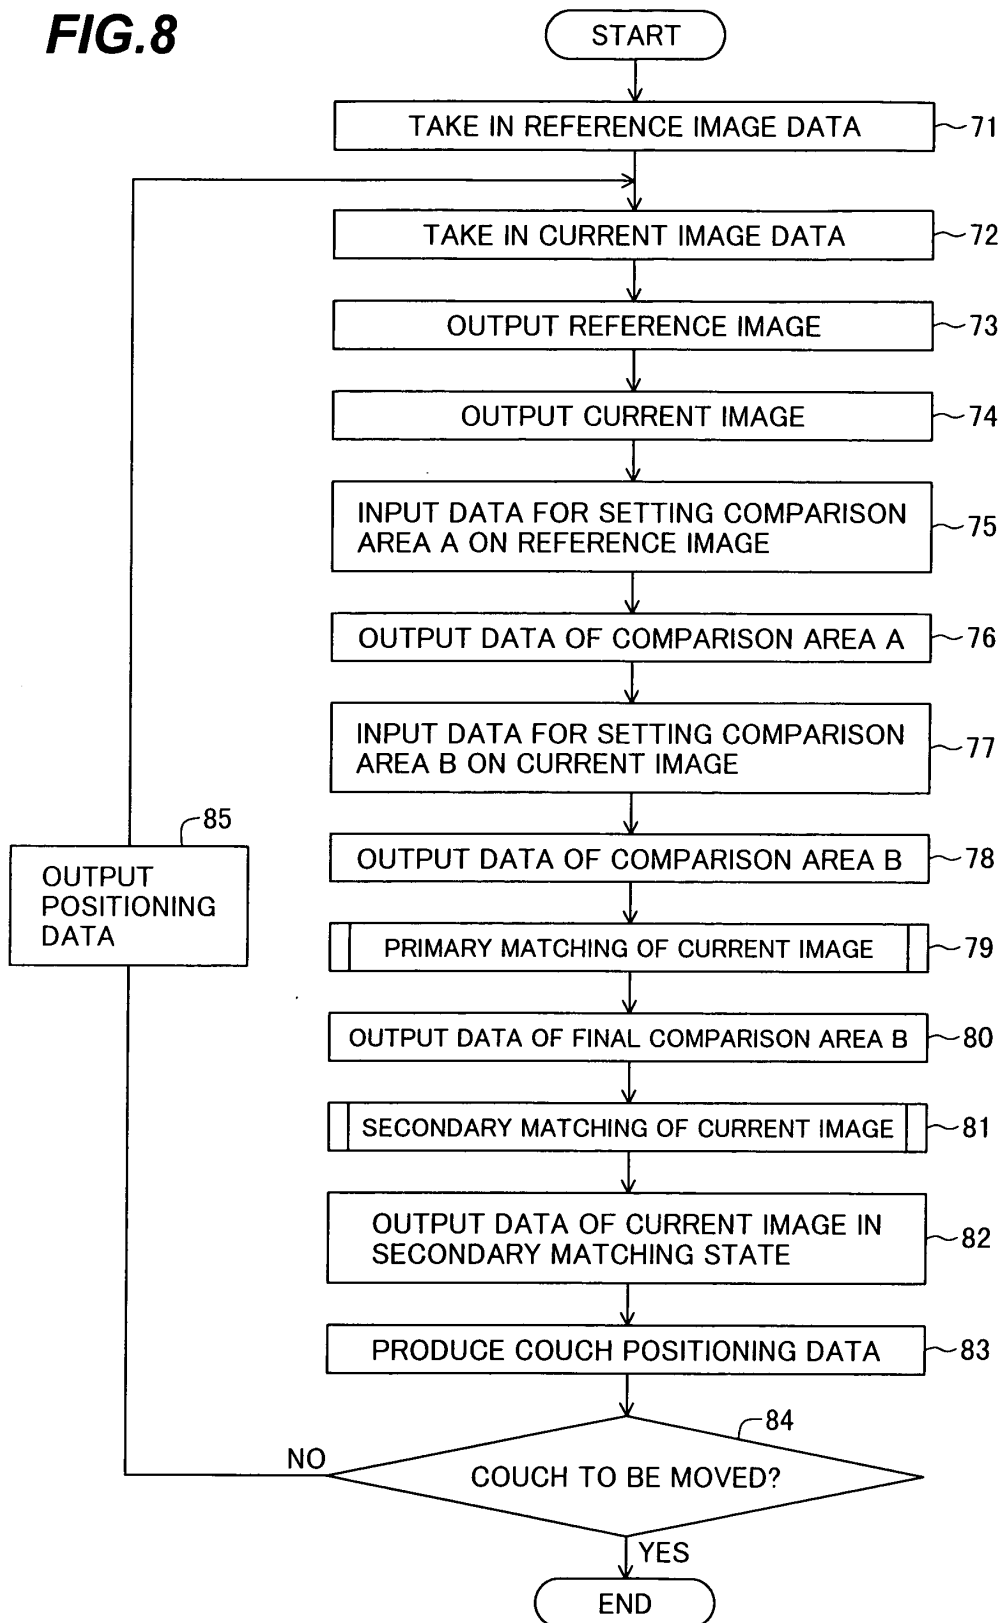 FIG.8
START
TAKE IN REFERENCE IMAGE DATA
71
TAKE IN CURRENT IMAGE DATA
72
OUTPUT REFERENCE IMAGE
73
OUTPUT CURRENT IMAGE
74
INPUT DATA FOR SETTING COMPARISON
AREA A ON REFERENCE IMAGE
75
OUTPUT DATA OF COMPARISON AREA A
76
INPUT DATA FOR SETTING COMPARISON
AREA B ON CURRENT IMAGE
77
OUTPUT DATA OF COMPARISON AREA B
78
85
OUTPUT
POSITIONING
DATA
PRIMARY MATCHING OF CURRENT IMAGE
79
OUTPUT DATA OF FINAL COMPARISON AREA B
80
SECONDARY MATCHING OF CURRENT IMAGE
81
OUTPUT DATA OF CURRENT IMAGE IN
SECONDARY MATCHING STATE
82
PRODUCE COUCH POSITIONING DATA
83
84
NO
COUCH TO BE MOVED?
YES
END